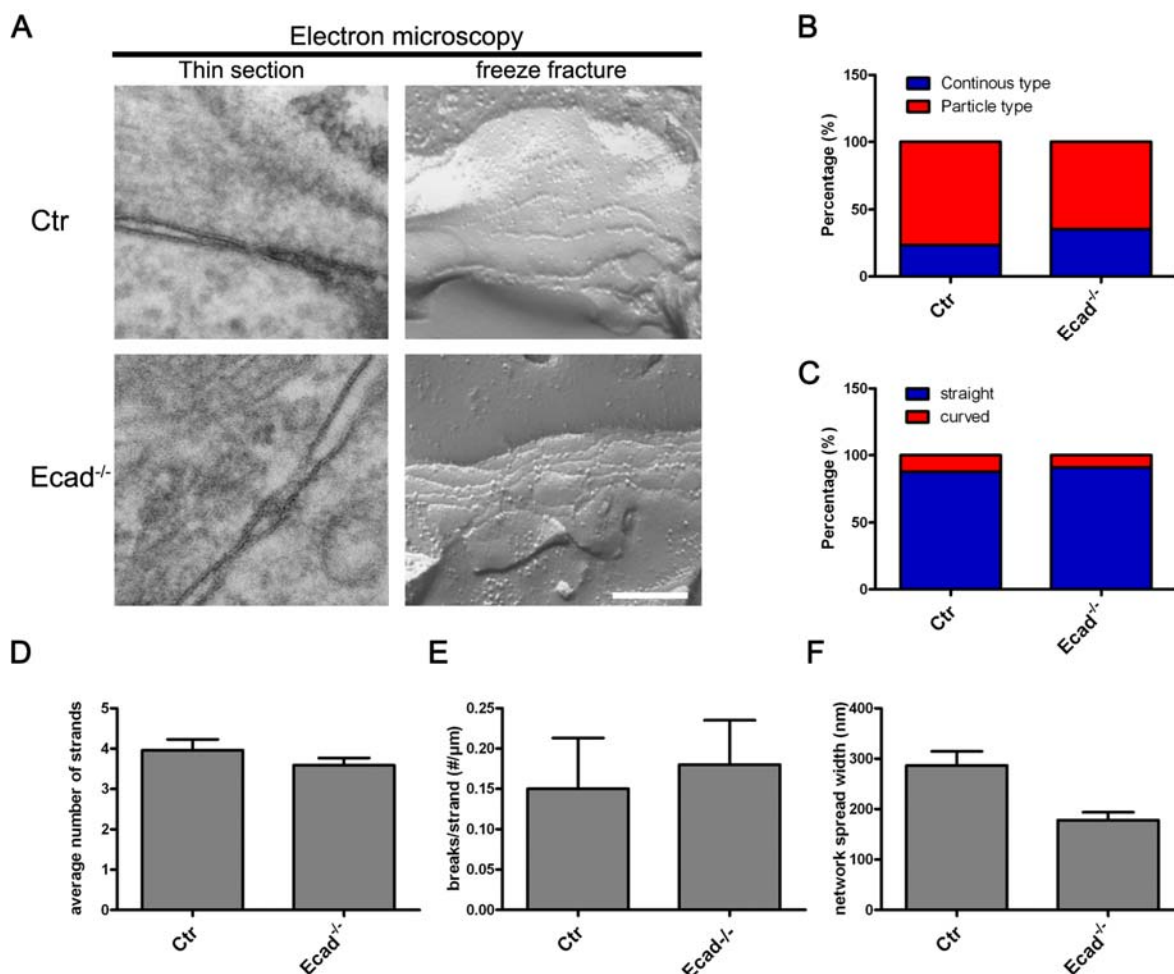 A
Electron microscopy
Thin section
freeze fracture
Ctr
Ecad-/-
B
Continous type
Particle type
Percentage (%)
150
100
50
0
Ctr
Ecad-/-
C
straight
curved
Percentage (%)
150
100
50
0
Ctr
Ecad-/-
D
average number of strands
5
4
3
2
1
0
Ctr
Ecad-/-
E
breaks/strand (#/µm)
0.25
0.20
0.15
0.10
0.05
0.00
Ctr
Ecad-/-
F
network spread width (nm)
400
300
200
100
0
Ctr
Ecad-/-